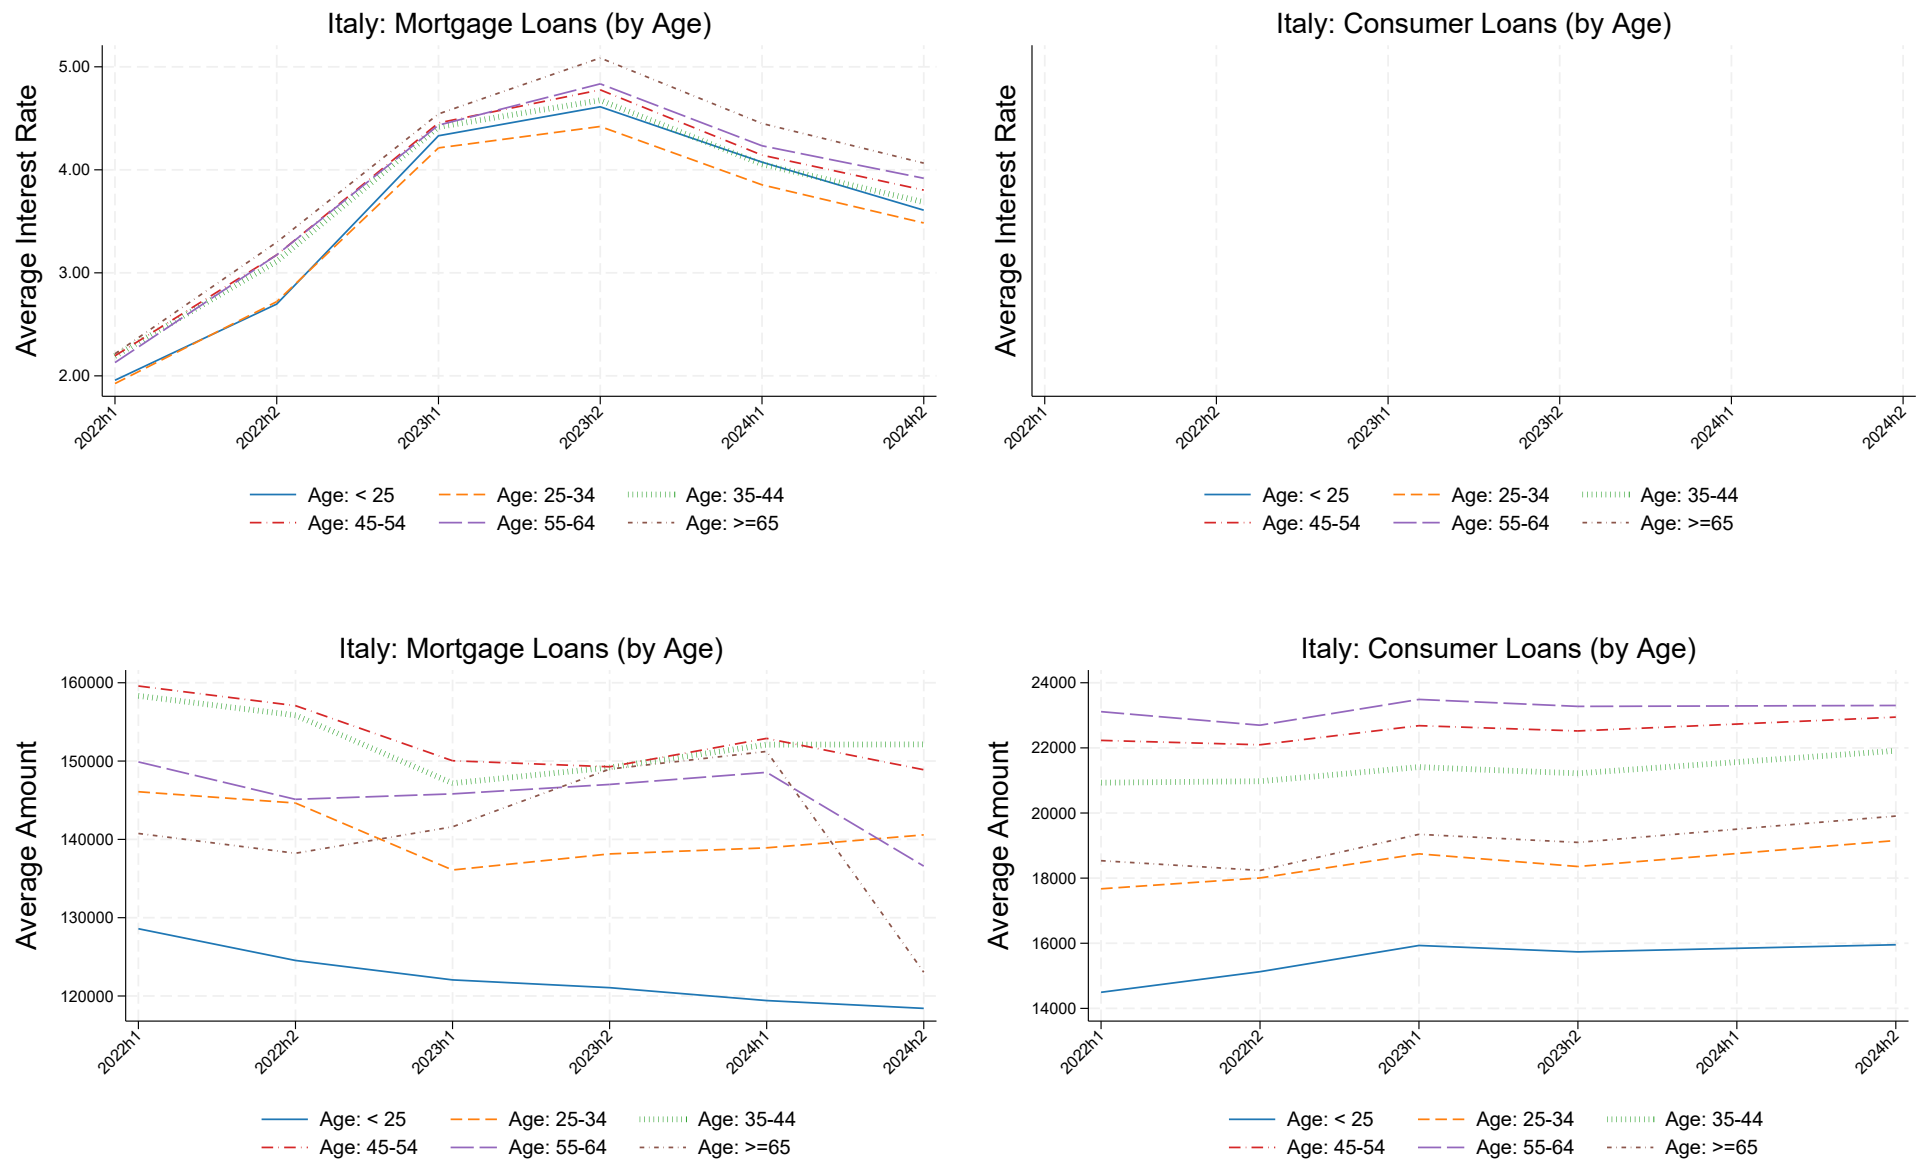 Italy: Mortgage Loans (by Age)
Average Interest Rate
5.00
4.00
3.00
2.00
2022h1 2022h2 2023h1 2023h2 2024h1 2024h2
Age: < 25 Age: 25-34 Age: 35-44
Age: 45-54 Age: 55-64 Age: >=65
Italy: Consumer Loans (by Age)
Average Interest Rate
2022h1 2022h2 2023h1 2023h2 2024h1 2024h2
Age: < 25 Age: 25-34 Age: 35-44
Age: 45-54 Age: 55-64 Age: >=65
Italy: Mortgage Loans (by Age)
Average Amount
160000
150000
140000
130000
120000
2022h1 2022h2 2023h1 2023h2 2024h1 2024h2
Age: < 25 Age: 25-34 Age: 35-44
Age: 45-54 Age: 55-64 Age: >=65
Italy: Consumer Loans (by Age)
Average Amount
24000
22000
20000
18000
16000
14000
2022h1 2022h2 2023h1 2023h2 2024h1 2024h2
Age: < 25 Age: 25-34 Age: 35-44
Age: 45-54 Age: 55-64 Age: >=65